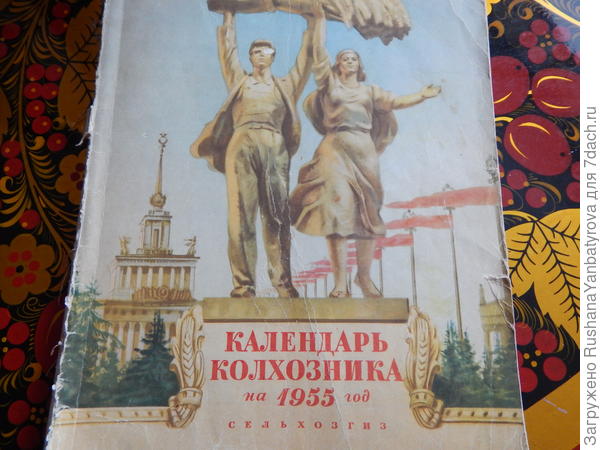 КАЛЕНДАРЬ
КОЛХОЗНИКА
на 1955 год
СЕЛЬХОЗГИЗ
Загружено RushanaYanbatyrova для 7dach.ru